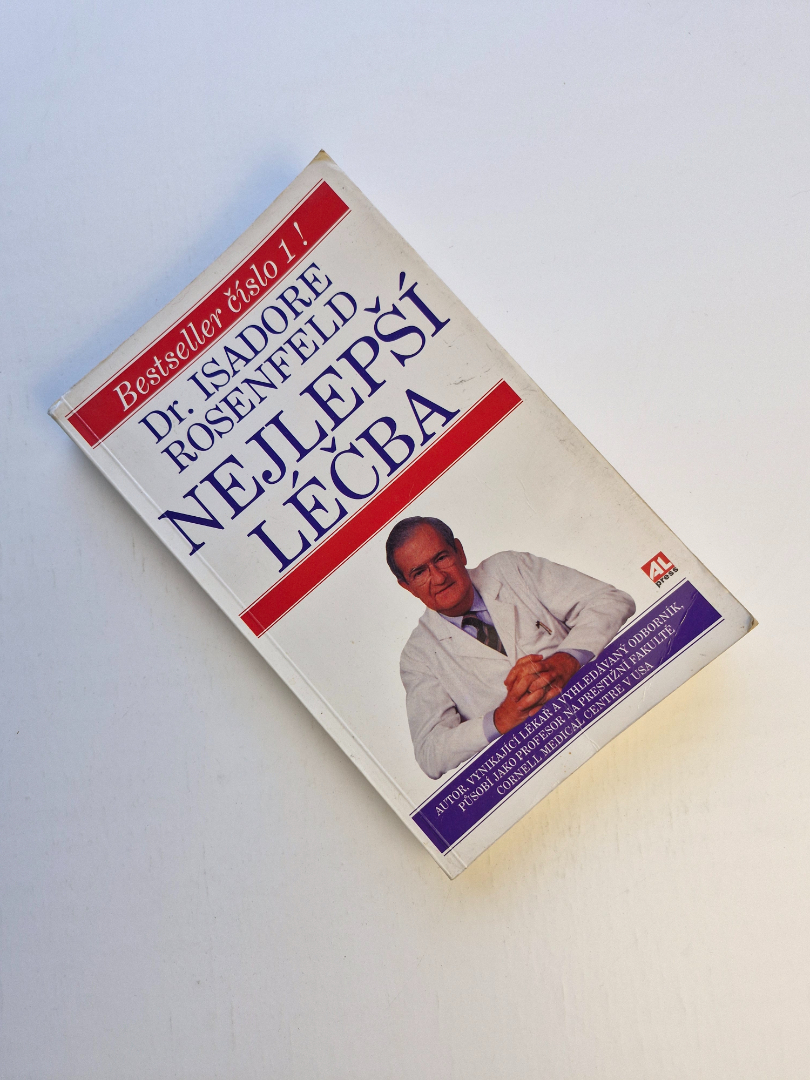 Bestseller číslo 1!
Dr. ISADORE
ROSENFELD
NEJLEPŠÍ
LÉČBA
AL
press
AUTOR, VYNIKAJÍCÍ LÉKAŘ A VYHLEDÁVANÝ ODBORNÍK,
PŮSOBÍ JAKO PROFESOR NA PRESTIŽNÍ FAKULTĚ
CORNELL MEDICAL CENTRE V USA